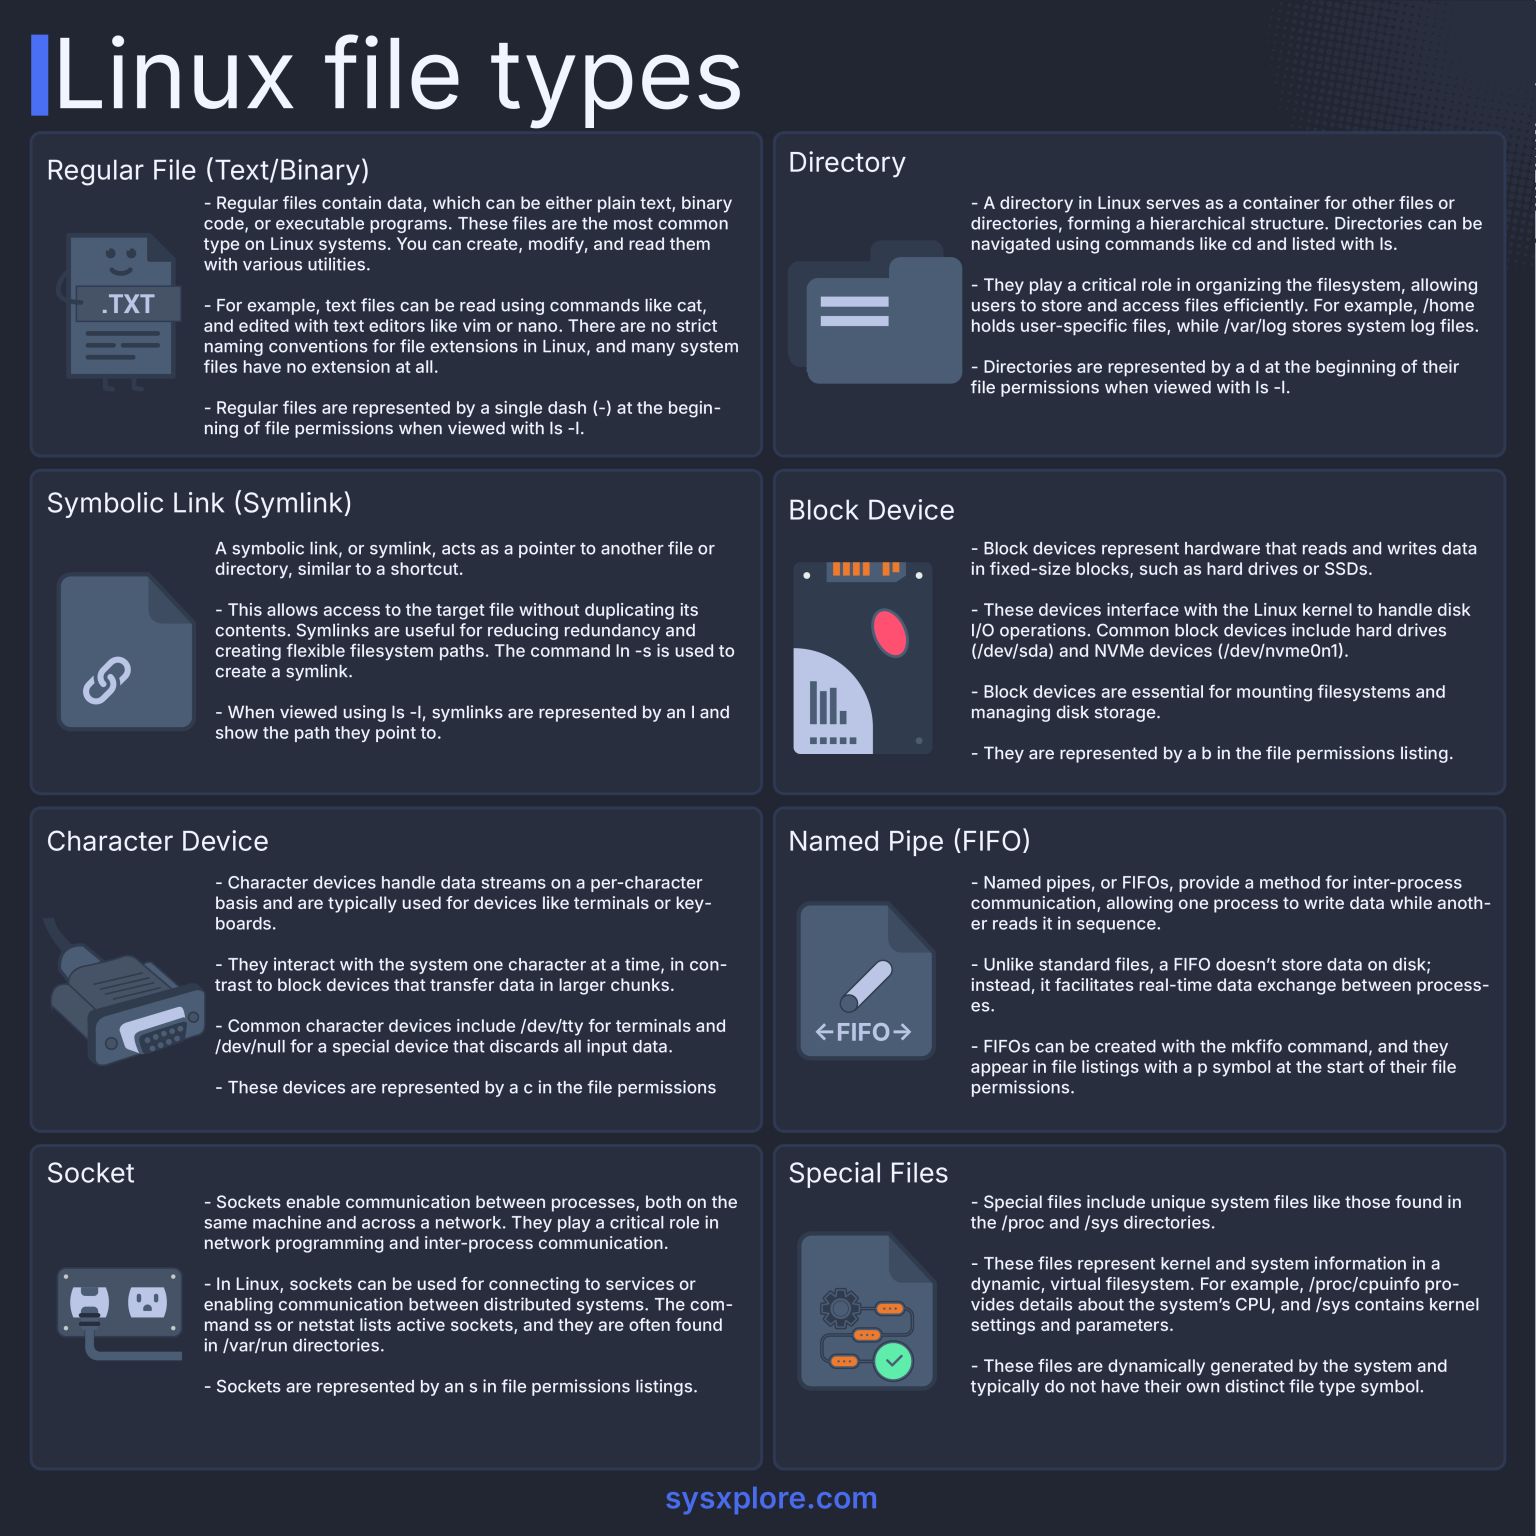 Linux file types
Regular File (Text/Binary)
- Regular files contain data, which can be either plain text, binary
code, or executable programs. These files are the most common
type on Linux systems. You can create, modify, and read them
with various utilities.
- For example, text files can be read using commands like cat,
and edited with text editors like vim or nano. There are no strict
naming conventions for file extensions in Linux, and many system
files have no extension at all.
- Regular files are represented by a single dash (-) at the begin-
ning of file permissions when viewed with ls -l.
.TXT
Directory
- A directory in Linux serves as a container for other files or
directories, forming a hierarchical structure. Directories can be
navigated using commands like cd and listed with ls.
- They play a critical role in organizing the filesystem, allowing
users to store and access files efficiently. For example, /home
holds user-specific files, while /var/log stores system log files.
- Directories are represented by a d at the beginning of their
file permissions when viewed with ls -l.
Symbolic Link (Symlink)
A symbolic link, or symlink, acts as a pointer to another file or
directory, similar to a shortcut.
- This allows access to the target file without duplicating its
contents. Symlinks are useful for reducing redundancy and
creating flexible filesystem paths. The command ln -s is used to
create a symlink.
- When viewed using ls -l, symlinks are represented by an l and
show the path they point to.
Block Device
- Block devices represent hardware that reads and writes data
in fixed-size blocks, such as hard drives or SSDs.
- These devices interface with the Linux kernel to handle disk
I/O operations. Common block devices include hard drives
(/dev/sda) and NVMe devices (/dev/nvme0n1).
- Block devices are essential for mounting filesystems and
managing disk storage.
- They are represented by a b in the file permissions listing.
Character Device
- Character devices handle data streams on a per-character
basis and are typically used for devices like terminals or key-
boards.
- They interact with the system one character at a time, in con-
trast to block devices that transfer data in larger chunks.
- Common character devices include /dev/tty for terminals and
/dev/null for a special device that discards all input data.
- These devices are represented by a c in the file permissions
Named Pipe (FIFO)
- Named pipes, or FIFOs, provide a method for inter-process
communication, allowing one process to write data while anoth-
er reads it in sequence.
- Unlike standard files, a FIFO doesn’t store data on disk;
instead, it facilitates real-time data exchange between process-
es.
- FIFOs can be created with the mkfifo command, and they
appear in file listings with a p symbol at the start of their file
permissions.
←FIFO→
Socket
- Sockets enable communication between processes, both on the
same machine and across a network. They play a critical role in
network programming and inter-process communication.
- In Linux, sockets can be used for connecting to services or
enabling communication between distributed systems. The com-
mand ss or netstat lists active sockets, and they are often found
in /var/run directories.
- Sockets are represented by an s in file permissions listings.
Special Files
- Special files include unique system files like those found in
the /proc and /sys directories.
- These files represent kernel and system information in a
dynamic, virtual filesystem. For example, /proc/cpuinfo pro-
vides details about the system’s CPU, and /sys contains kernel
settings and parameters.
- These files are dynamically generated by the system and
typically do not have their own distinct file type symbol.
sysxplore.com